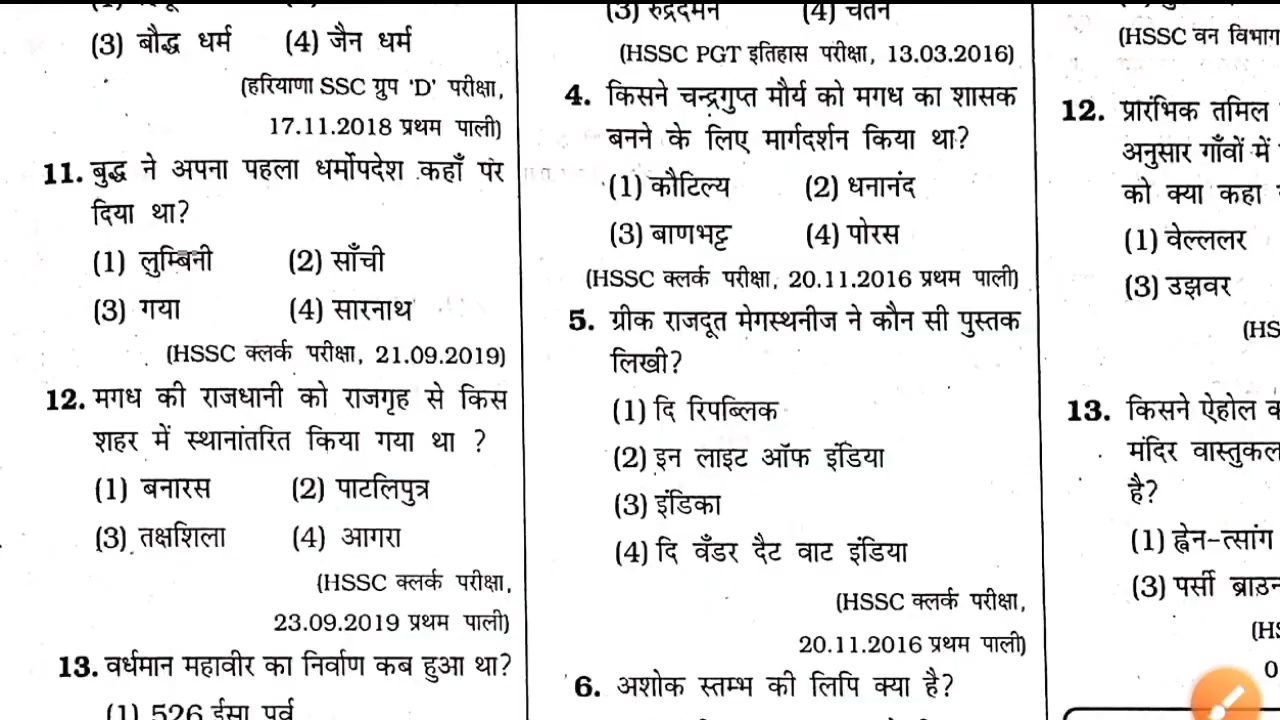 (3) बौद्ध धर्म (4) जैन धर्म
(हरियाणा SSC ग्रुप 'D' परीक्षा,
17.11.2018 प्रथम पाली)
11. बुद्ध ने अपना पहला धर्मोपदेश कहाँ पर
दिया था?
(1) लुम्बिनी (2) साँची
(3) गया (4) सारनाथ
(HSSC क्लर्क परीक्षा, 21.09.2019)
12. मगध की राजधानी को राजगृह से किस
शहर में स्थानांतरित किया गया था ?
(1) बनारस (2) पाटलिपुत्र
(3) तक्षशिला (4) आगरा
(HSSC क्लर्क परीक्षा,
23.09.2019 प्रथम पाली)
13. वर्धमान महावीर का निर्वाण कब हुआ था?
(1) 526 ईसा पूर्व
(3) रुद्रदमन (4) चेतन
(HSSC PGT इतिहास परीक्षा, 13.03.2016)
4. किसने चन्द्रगुप्त मौर्य को मगध का शासक
बनने के लिए मार्गदर्शन किया था?
(1) कौटिल्य (2) धनानंद
(3) बाणभट्ट (4) पोरस
(HSSC क्लर्क परीक्षा, 20.11.2016 प्रथम पाली)
5. ग्रीक राजदूत मेगस्थनीज ने कौन सी पुस्तक
लिखी?
(1) दि रिपब्लिक
(2) इन लाइट ऑफ इंडिया
(3) इंडिका
(4) दि वँडर दैट वाट इंडिया
(HSSC क्लर्क परीक्षा,
20.11.2016 प्रथम पाली)
6. अशोक स्तम्भ की लिपि क्या है?
(HSSC वन विभाग
12. प्रारंभिक तमिल
अनुसार गाँवों में
को क्या कहा
(1) वेल्ललर
(3) उझवर
(HS
13. किसने ऐहोल
मंदिर वास्तुकल
है?
(1) ह्वेन-त्सांग
(3) पर्सी ब्राउन
(HS
0